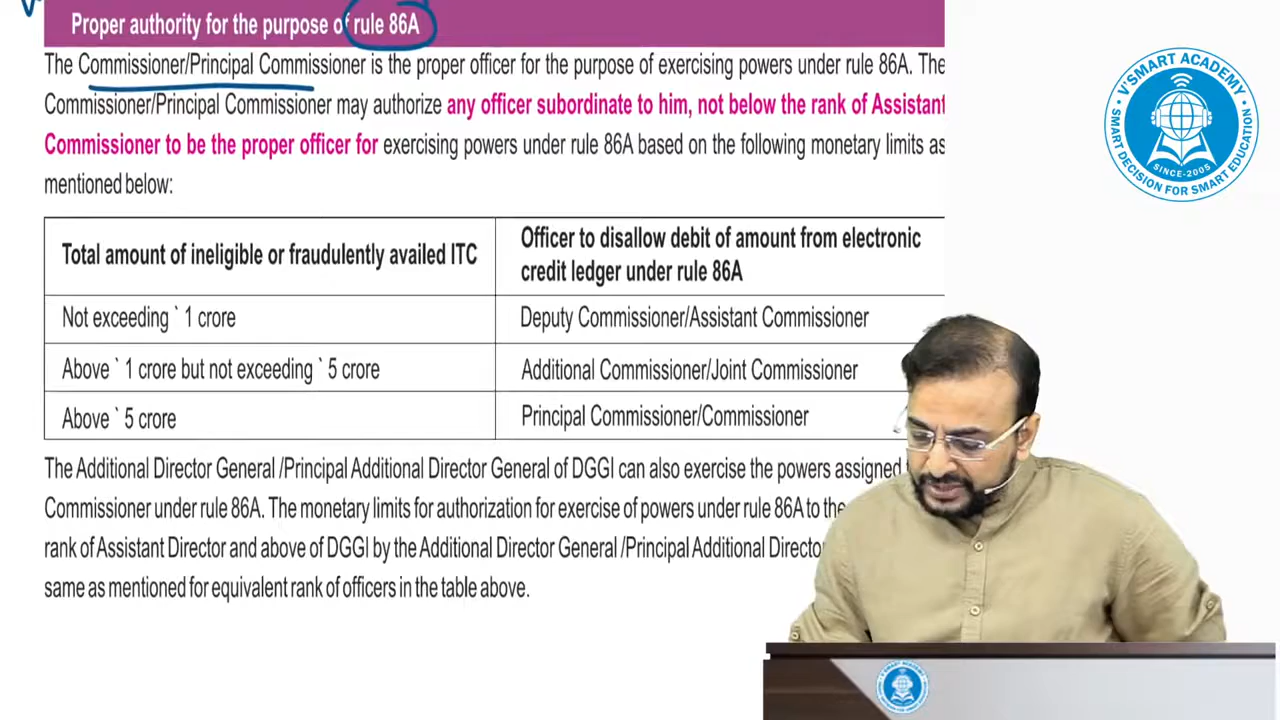 Proper authority for the purpose of rule 86A
The Commissioner/Principal Commissioner is the proper officer for the purpose of exercising powers under rule 86A. The
Commissioner/Principal Commissioner may authorize any officer subordinate to him, not below the rank of Assistant
Commissioner to be the proper officer for exercising powers under rule 86A based on the following monetary limits as
mentioned below:
Total amount of ineligible or fraudulently availed ITC
Officer to disallow debit of amount from electronic
credit ledger under rule 86A
Not exceeding ` 1 crore
Deputy Commissioner/Assistant Commissioner
Above ` 1 crore but not exceeding ` 5 crore
Additional Commissioner/Joint Commissioner
Above ` 5 crore
Principal Commissioner/Commissioner
The Additional Director General /Principal Additional Director General of DGGI can also exercise the powers assigned
Commissioner under rule 86A. The monetary limits for authorization for exercise of powers under rule 86A to the
rank of Assistant Director and above of DGGI by the Additional Director General /Principal Additional Director
same as mentioned for equivalent rank of officers in the table above.
V'SMART ACADEMY
SINCE-2005
SMART DECISION FOR SMART EDUCATION